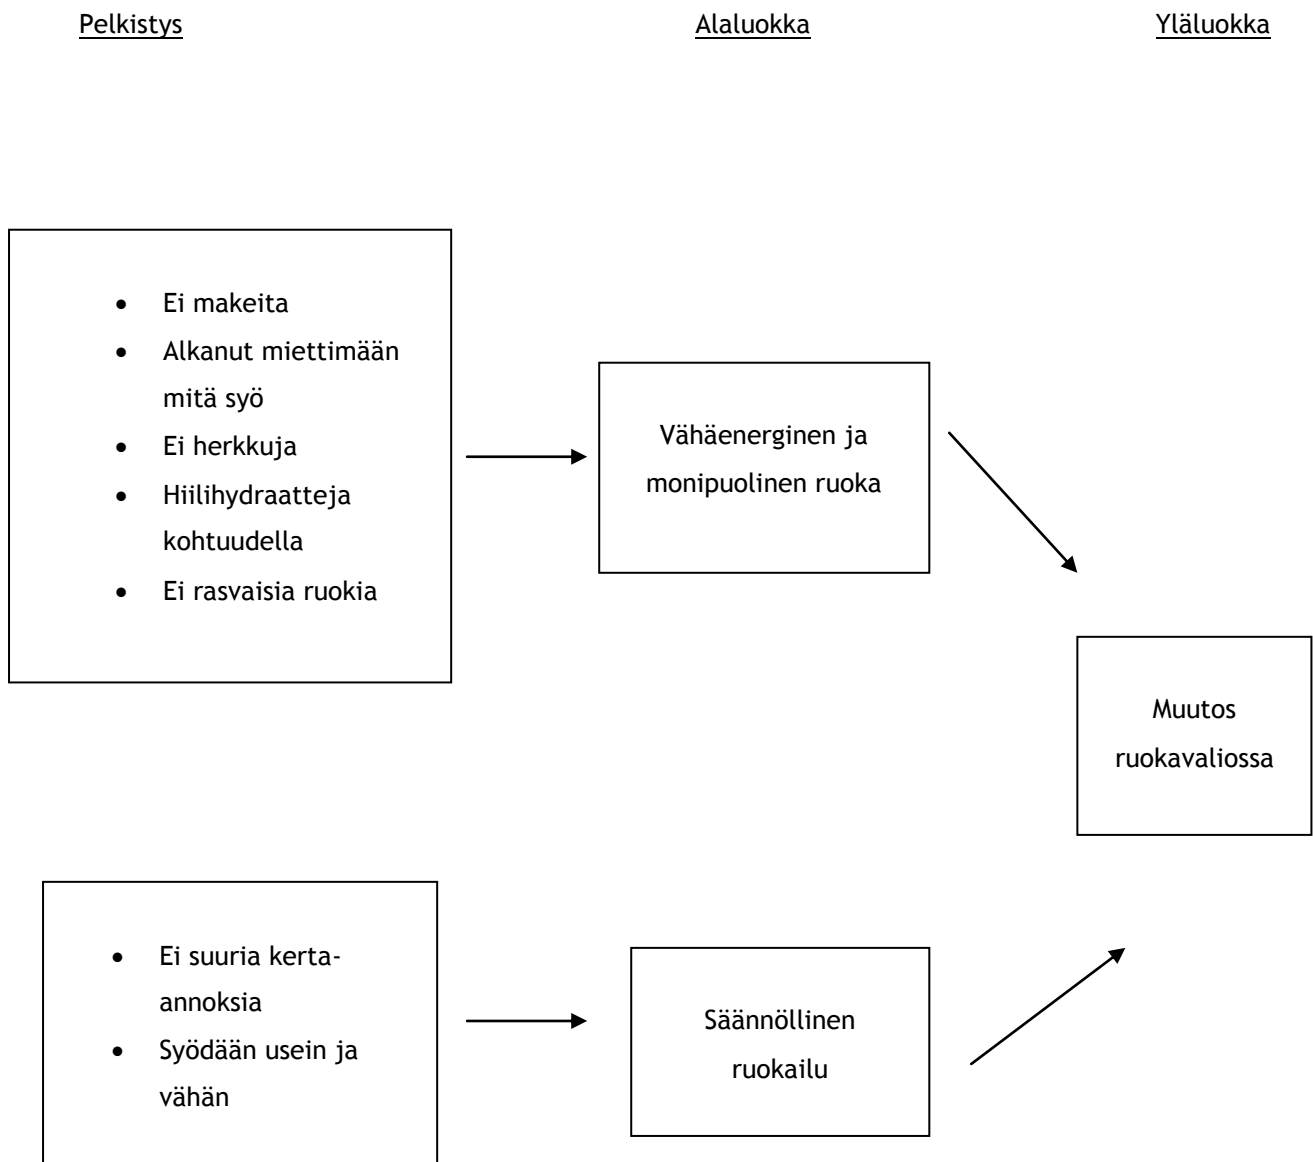 Pelkistys Alaluokka Yläluokka
• Ei makeita
• Alkanut miettimään
mitä syö
• Ei herkkuja
• Hiilihydraatteja
kohtuudella
• Ei rasvaisia ruokia
Vähäenerginen ja
monipuolinen ruoka
Muutos
ruokavaliossa
• Ei suuria kerta-
annoksia
• Syödään usein ja
vähän
Säännöllinen
ruokailu